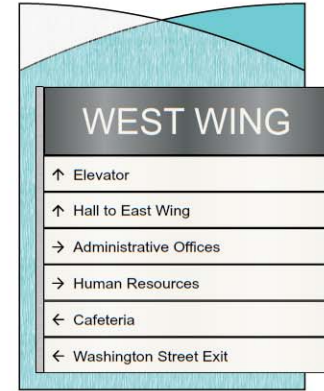 WEST WING
↑ Elevator
↑ Hall to East Wing
→ Administrative Offices
→ Human Resources
← Cafeteria
← Washington Street Exit